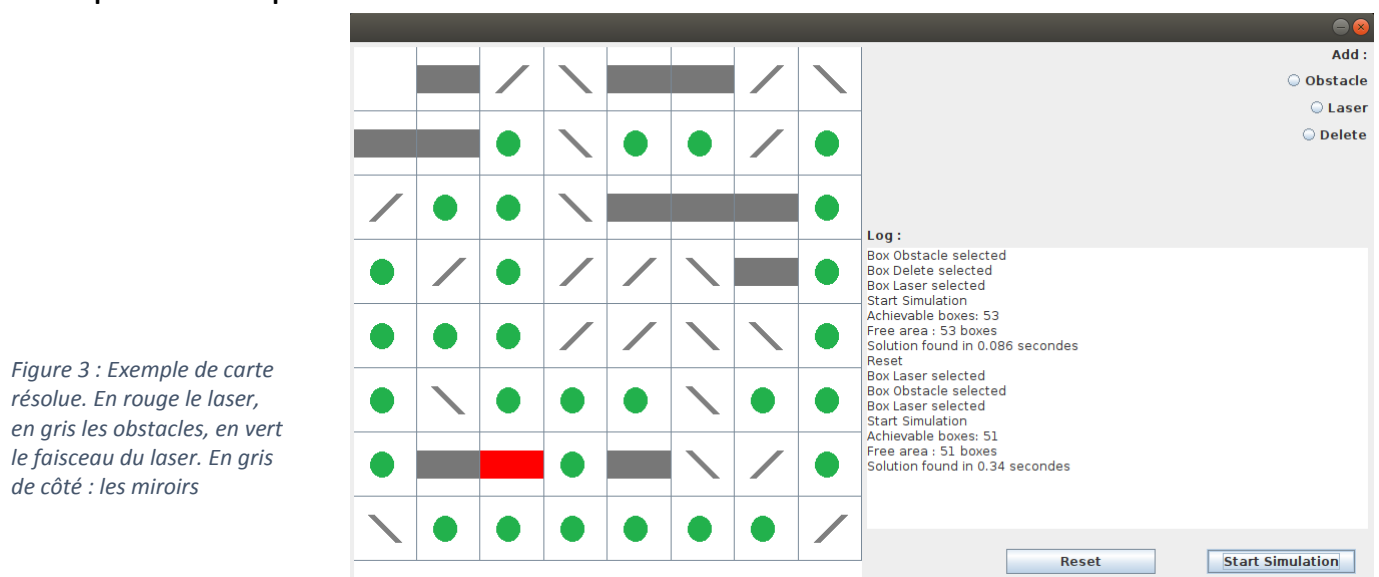 Figure 3 : Exemple de carte
résolue. En rouge le laser,
en gris les obstacles, en vert
le faisceau du laser. En gris
de côté : les miroirs
Add :
Obstacle
Laser
Delete
Log :
Box Obstacle selected
Box Delete selected
Box Laser selected
Start Simulation
Achievable boxes: 53
Free area : 53 boxes
Solution found in 0.086 secondes
Reset
Box Laser selected
Box Obstacle selected
Box Laser selected
Start Simulation
Achievable boxes: 51
Free area : 51 boxes
Solution found in 0.34 secondes
Reset
Start Simulation